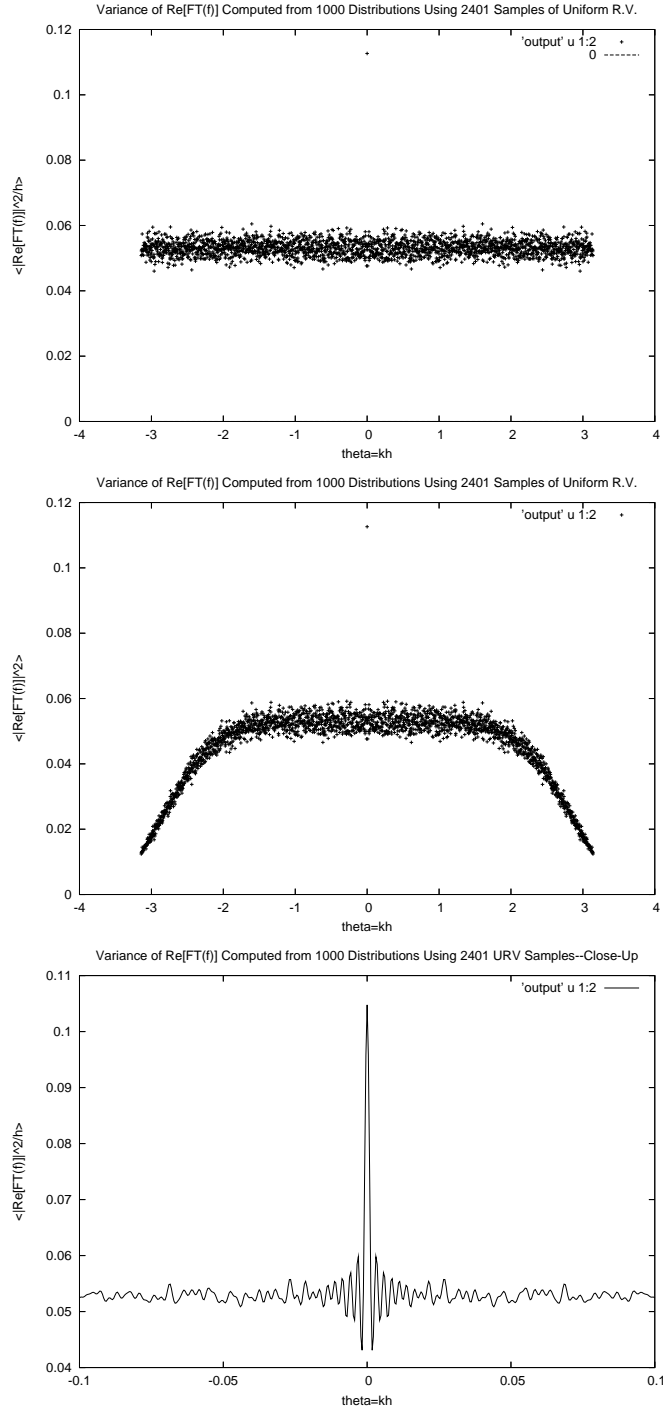 Variance of Re[FT(f)] Computed from 1000 Distributions Using 2401 Samples of Uniform R.V.
'output' u 1:2
0
0.12
0.1
0.08
0.06
0.04
0.02
0
<|Re[FT(f)]|^2/h>
-4 -3 -2 -1 0 1 2 3 4
theta=kh
Variance of Re[FT(f)] Computed from 1000 Distributions Using 2401 Samples of Uniform R.V.
'output' u 1:2
0.12
0.1
0.08
0.06
0.04
0.02
0
<|Re[FT(f)]|^2>
-4 -3 -2 -1 0 1 2 3 4
theta=kh
Variance of Re[FT(f)] Computed from 1000 Distributions Using 2401 URV Samples--Close-Up
'output' u 1:2
0.11
0.1
0.09
0.08
0.07
0.06
0.05
0.04
<|Re[FT(f)]|^2/h>
-0.1 -0.05 0 0.05 0.1
theta=kh